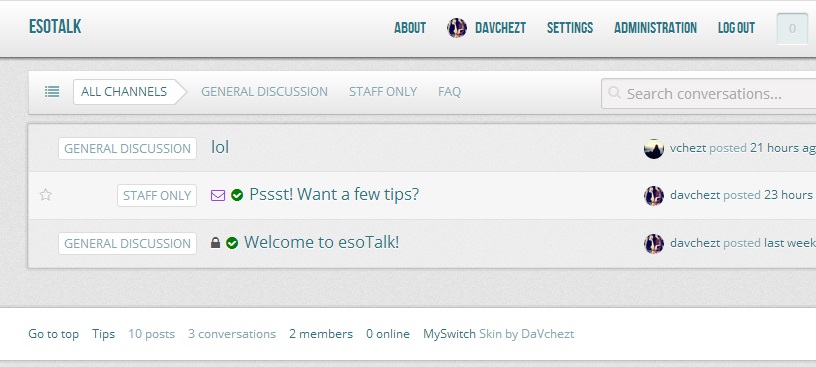 ESOTALK ABOUT DAVCHEZT SETTINGS ADMINISTRATION LOG OUT 0
ALL CHANNELS GENERAL DISCUSSION STAFF ONLY FAQ Search conversations...
GENERAL DISCUSSION lol vchezt posted 21 hours ag
STAFF ONLY Pssst! Want a few tips? davchezt posted 23 hours
GENERAL DISCUSSION Welcome to esoTalk! davchezt posted last week
Go to top Tips 10 posts 3 conversations 2 members 0 online MySwitch Skin by DaVchezt